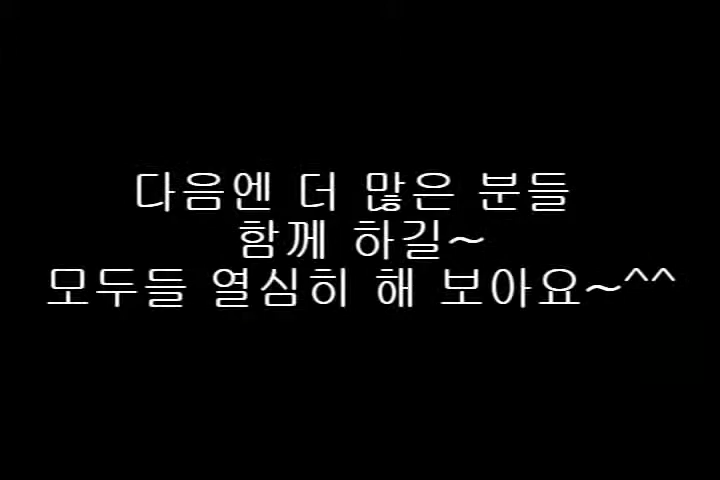 다음엔 더 많은 분들
함께 하길~
모두들 열심히 해 보아요~^^